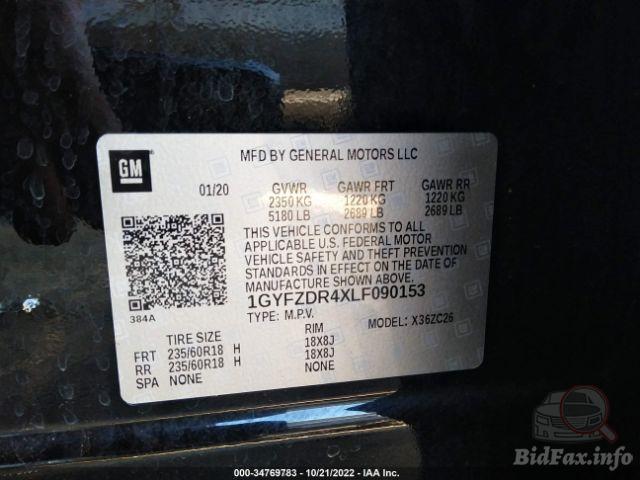 GM
MFD BY GENERAL MOTORS LLC
01/20 GVWR GAWR FRT GAWR RR
2350 KG 1220 KG 1220 KG
5180 LB 2689 LB 2689 LB
THIS VEHICLE CONFORMS TO ALL
APPLICABLE U.S. FEDERAL MOTOR
VEHICLE SAFETY AND THEFT PREVENTION
STANDARDS IN EFFECT ON THE DATE OF
MANUFACTURE SHOWN ABOVE.
1GYFZDR4XLF090153
384A
TYPE: M.P.V. MODEL: X36ZC26
TIRE SIZE RIM
FRT 235/60R18 H 18X8J
RR 235/60R18 H 18X8J
SPA NONE NONE
BidFax.info
000-34769783 - 10/21/2022 - IAA Inc.